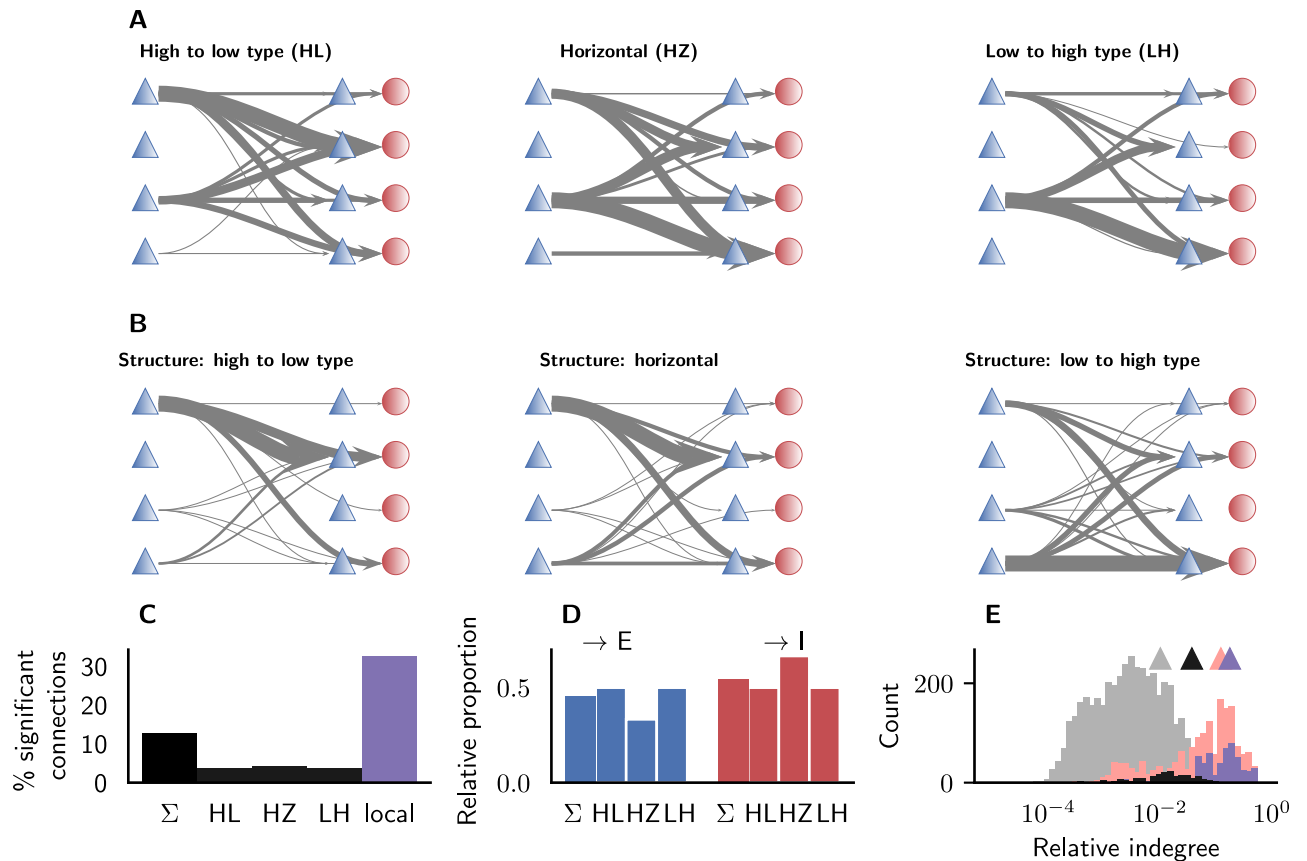 A
High to low type (HL)
Horizontal (HZ)
Low to high type (LH)
B
Structure: high to low type
Structure: horizontal
Structure: low to high type
C
% significant
connections
30
20
10
0
Σ HL HZ LH local
D
Relative proportion
→ E
→ I
0.5
0.0
Σ HL HZ LH Σ HL HZ LH
E
Count
200
0
10⁻⁴ 10⁻² 10⁰
Relative indegree